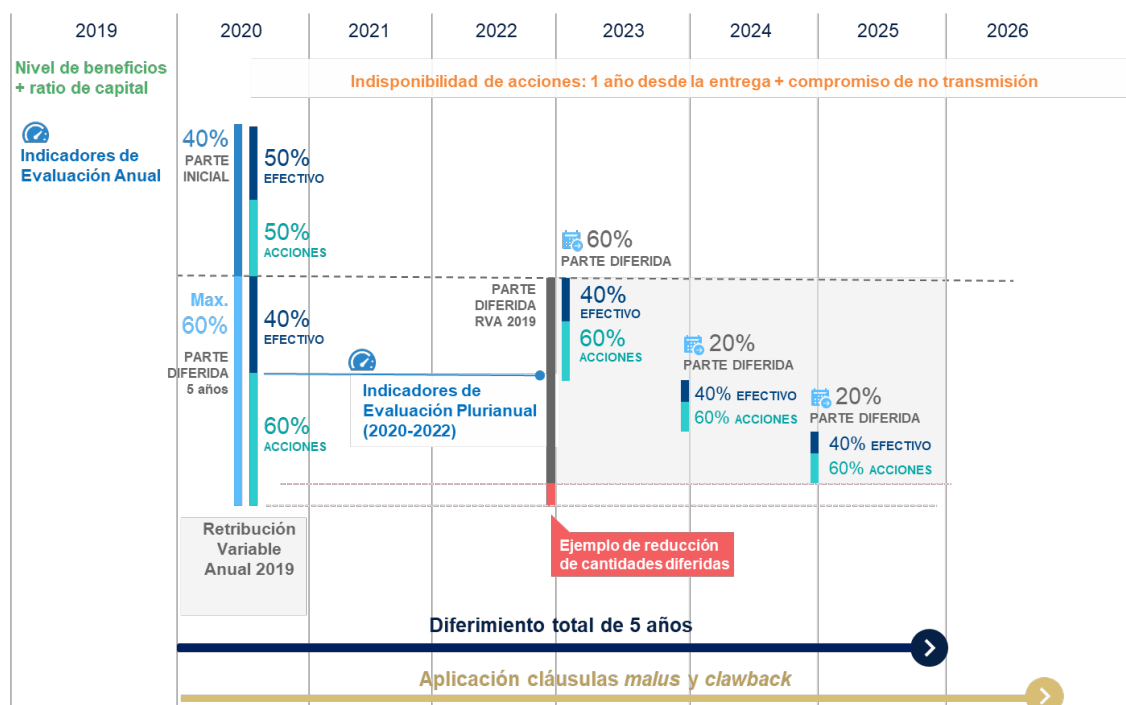 2019 2020 2021 2022 2023 2024 2025 2026
Nivel de beneficios
+ ratio de capital
Indisponibilidad de acciones: 1 año desde la entrega + compromiso de no transmisión
Indicadores de
Evaluación Anual
40%
PARTE
INICIAL
50%
EFECTIVO
50%
ACCIONES
Max.
60%
PARTE
DIFERIDA
5 años
40%
EFECTIVO
60%
ACCIONES
Indicadores de
Evaluación Plurianual
(2020-2022)
PARTE
DIFERIDA
RVA 2019
60%
PARTE DIFERIDA
40%
EFECTIVO
60%
ACCIONES
20%
PARTE DIFERIDA
40% EFECTIVO
60% ACCIONES
20%
PARTE DIFERIDA
40% EFECTIVO
60% ACCIONES
Retribución
Variable
Anual 2019
Ejemplo de reducción
de cantidades diferidas
Diferimiento total de 5 años
Aplicación cláusulas malus y clawback